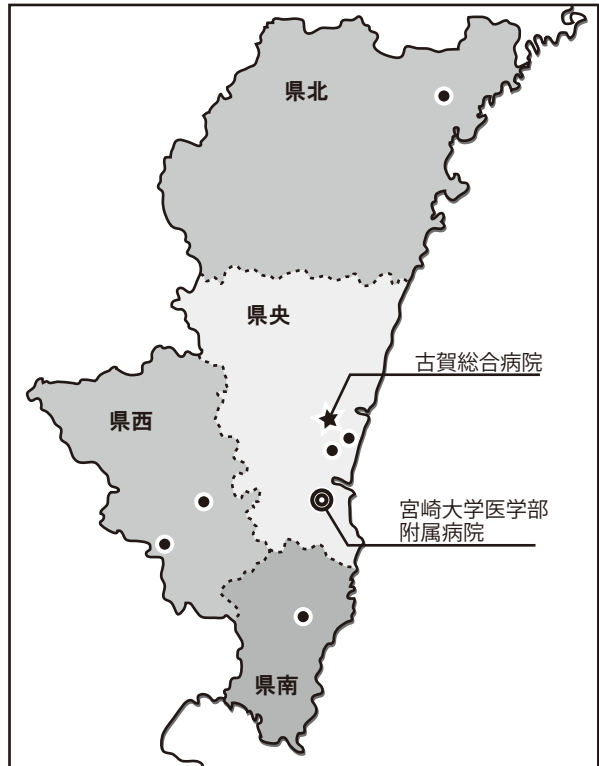 県北
県央
古賀総合病院
県西
宮崎大学医学部
附属病院
県南